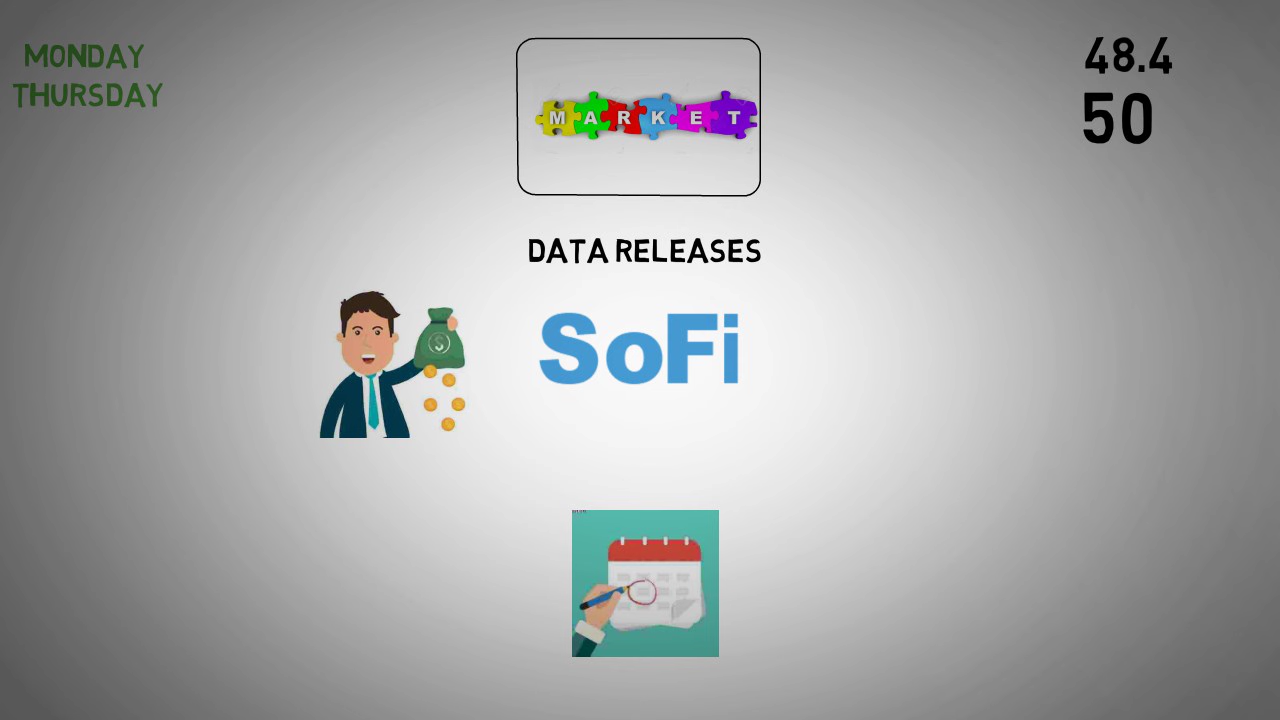 MONDAY
THURSDAY
MARKET
48.4
50
DATA RELEASES
$
SoFi